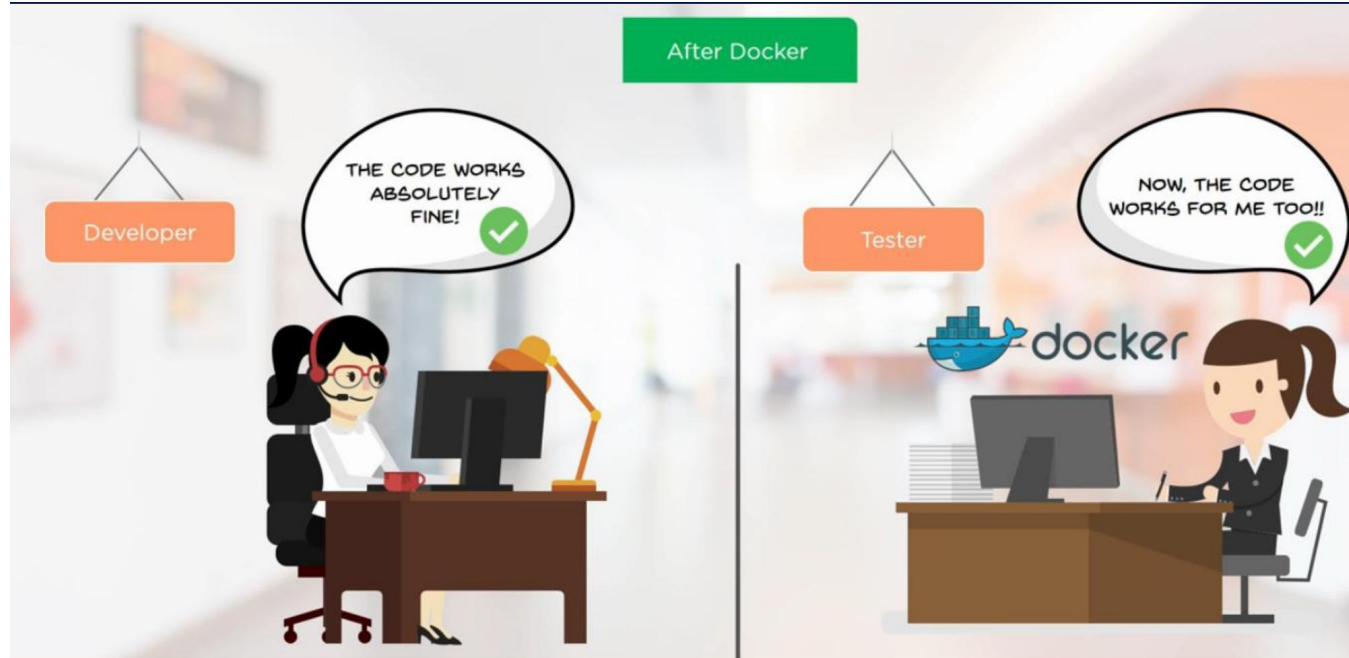 After Docker
Developer
THE CODE WORKS
ABSOLUTELY
FINE!
Tester
NOW, THE CODE
WORKS FOR ME TOO!!
docker